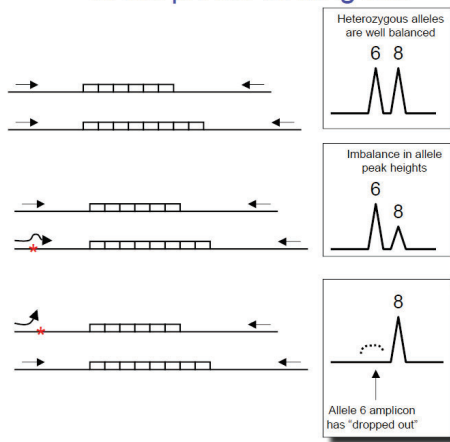 Heterozygous alleles
are well balanced
6 8
Imbalance in allele
peak heights
6
8
8
Allele 6 amplicon
has "dropped out"